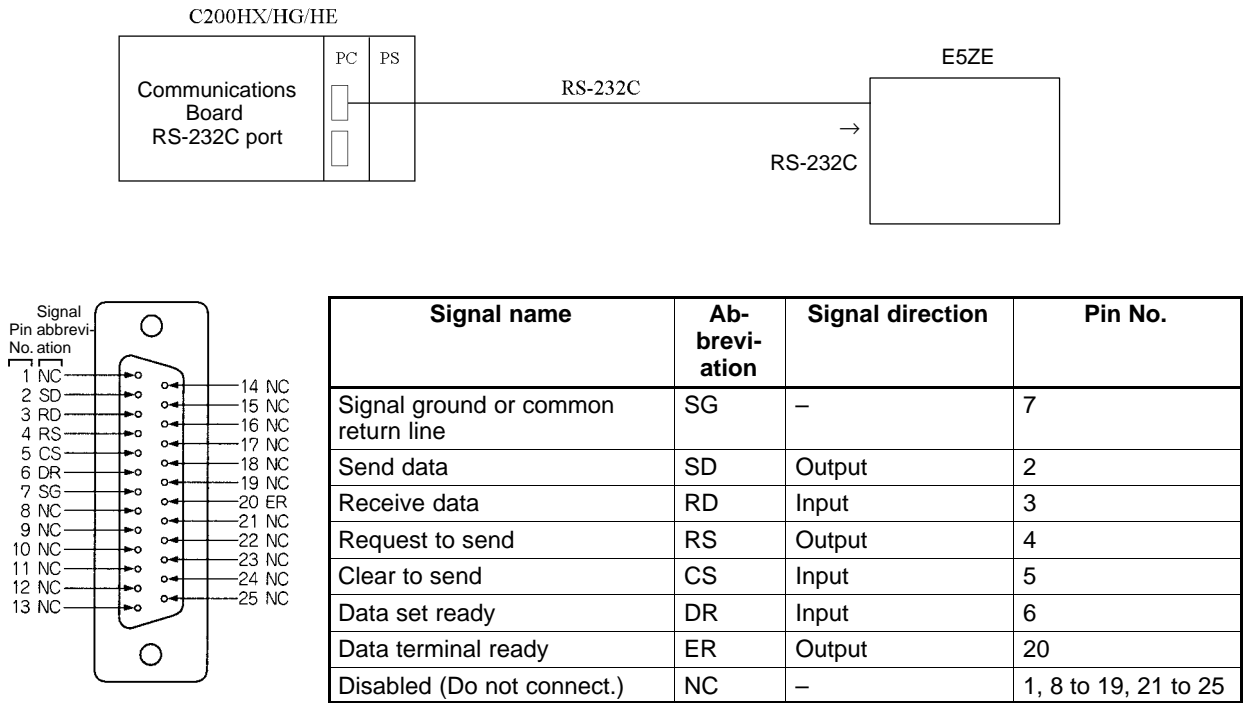 C200HX/HG/HE
PC PS
Communications
Board
RS-232C port
RS-232C
E5ZE
→
RS-232C
Signal
Pin abbrevi-
No. ation
1 NC
2 SD
3 RD
4 RS
5 CS
6 DR
7 SG
8 NC
9 NC
10 NC
11 NC
12 NC
13 NC
14 NC
15 NC
16 NC
17 NC
18 NC
19 NC
20 ER
21 NC
22 NC
23 NC
24 NC
25 NC
Signal name Ab- Signal direction Pin No.
brevi-
ation
Signal ground or common SG – 7
return line
Send data SD Output 2
Receive data RD Input 3
Request to send RS Output 4
Clear to send CS Input 5
Data set ready DR Input 6
Data terminal ready ER Output 20
Disabled (Do not connect.) NC – 1, 8 to 19, 21 to 25